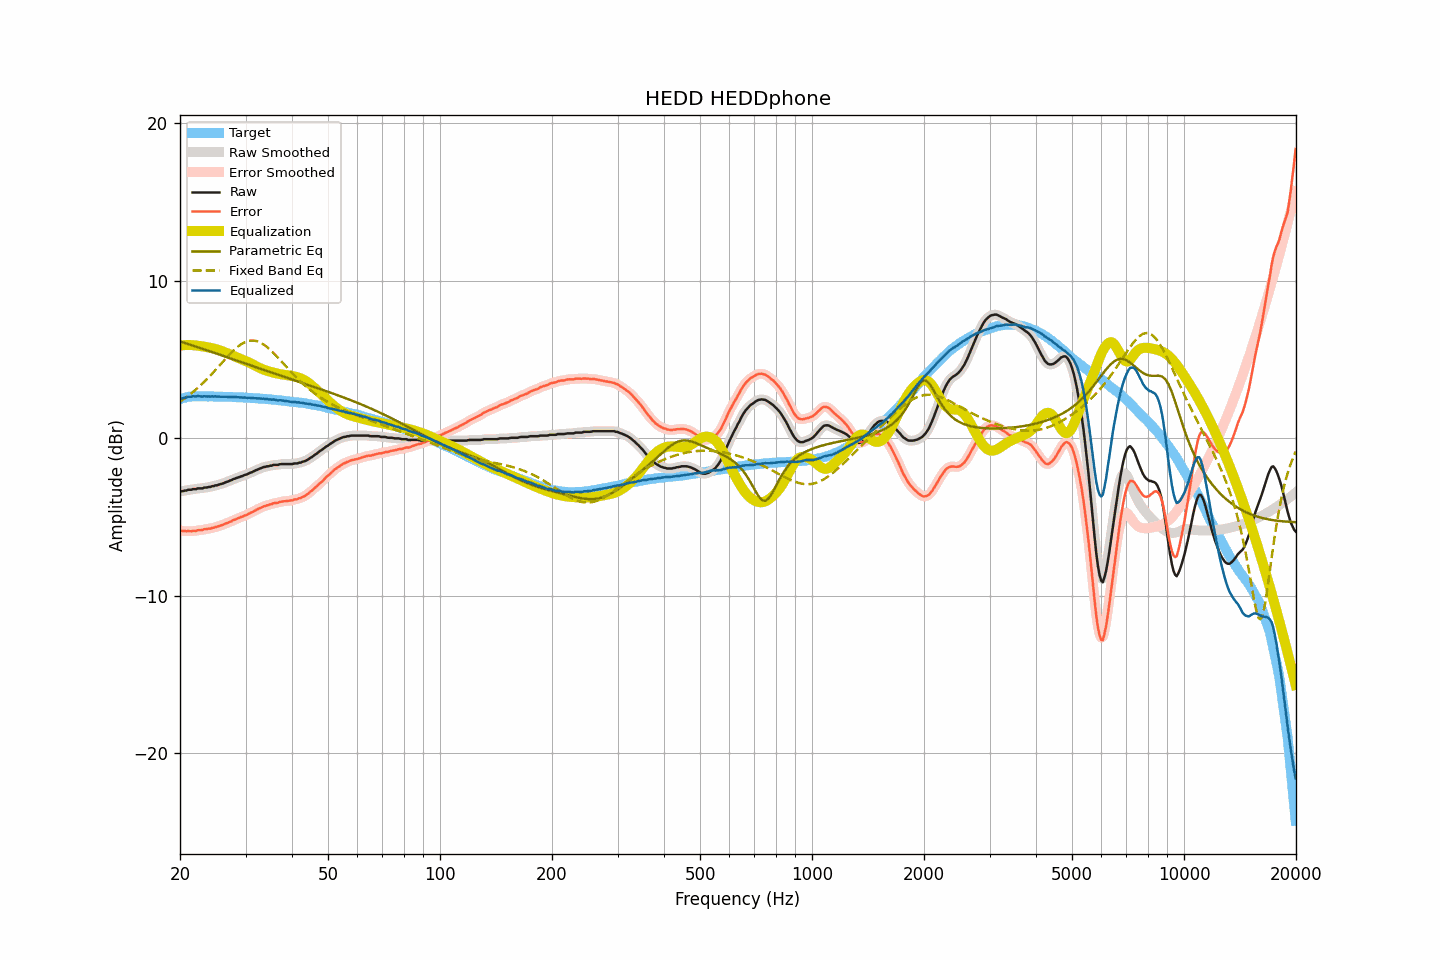 HEDD HEDDphone
20
10
0
−10
−20
Amplitude (dBr)
Target
Raw Smoothed
Error Smoothed
Raw
Error
Equalization
Parametric Eq
Fixed Band Eq
Equalized
20 50 100 200 500 1000 2000 5000 10000 20000
Frequency (Hz)